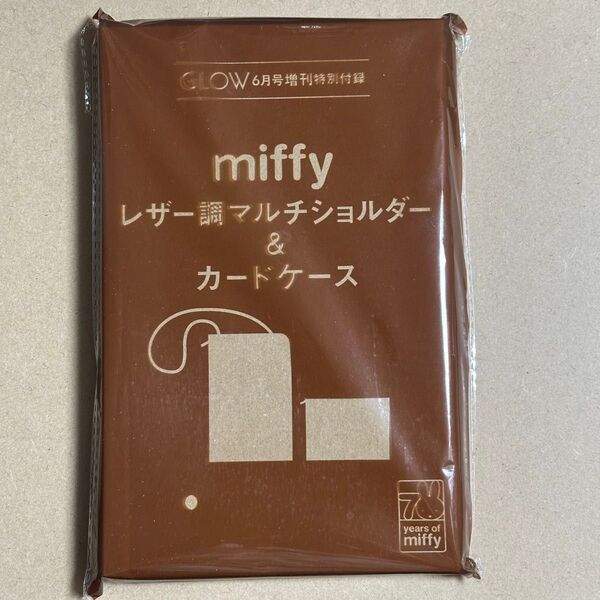 GLOW 6月号増刊特別付録
miffy
レザー調マルチショルダー
&
カードケース
70
years of
miffy